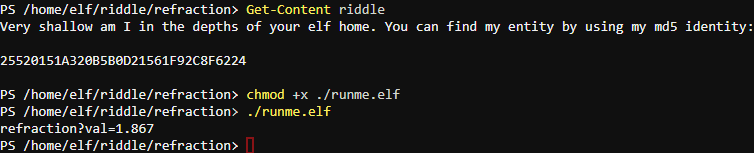 PS /home/elf/riddle/refraction> Get-Content riddle
Very shallow am I in the depths of your elf home. You can find my entity by using my md5 identity:
25520151A320B5B0D21561F92C8F6224
PS /home/elf/riddle/refraction> chmod +x ./runme.elf
PS /home/elf/riddle/refraction> ./runme.elf
refraction?val=1.867
PS /home/elf/riddle/refraction>